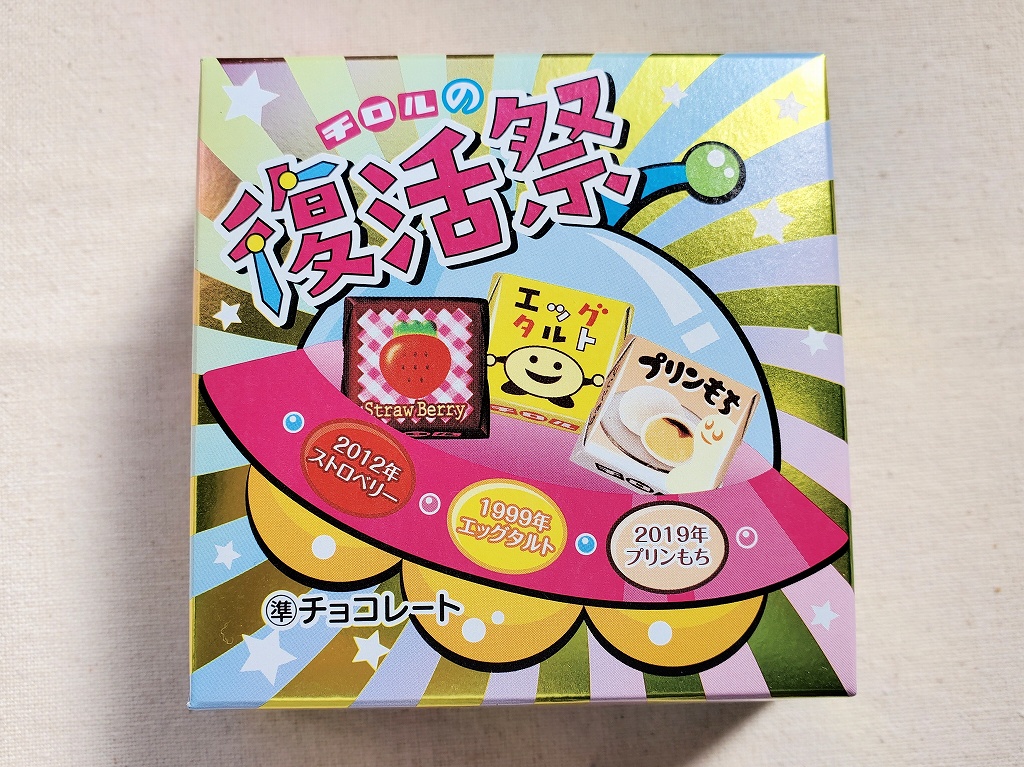 チロルの
復活祭
エッグ
タルト
チロル
プリンもち
StrawBerry
2012年
ストロベリー
1999年
エッグタルト
2019年
プリンもち
準チョコレート